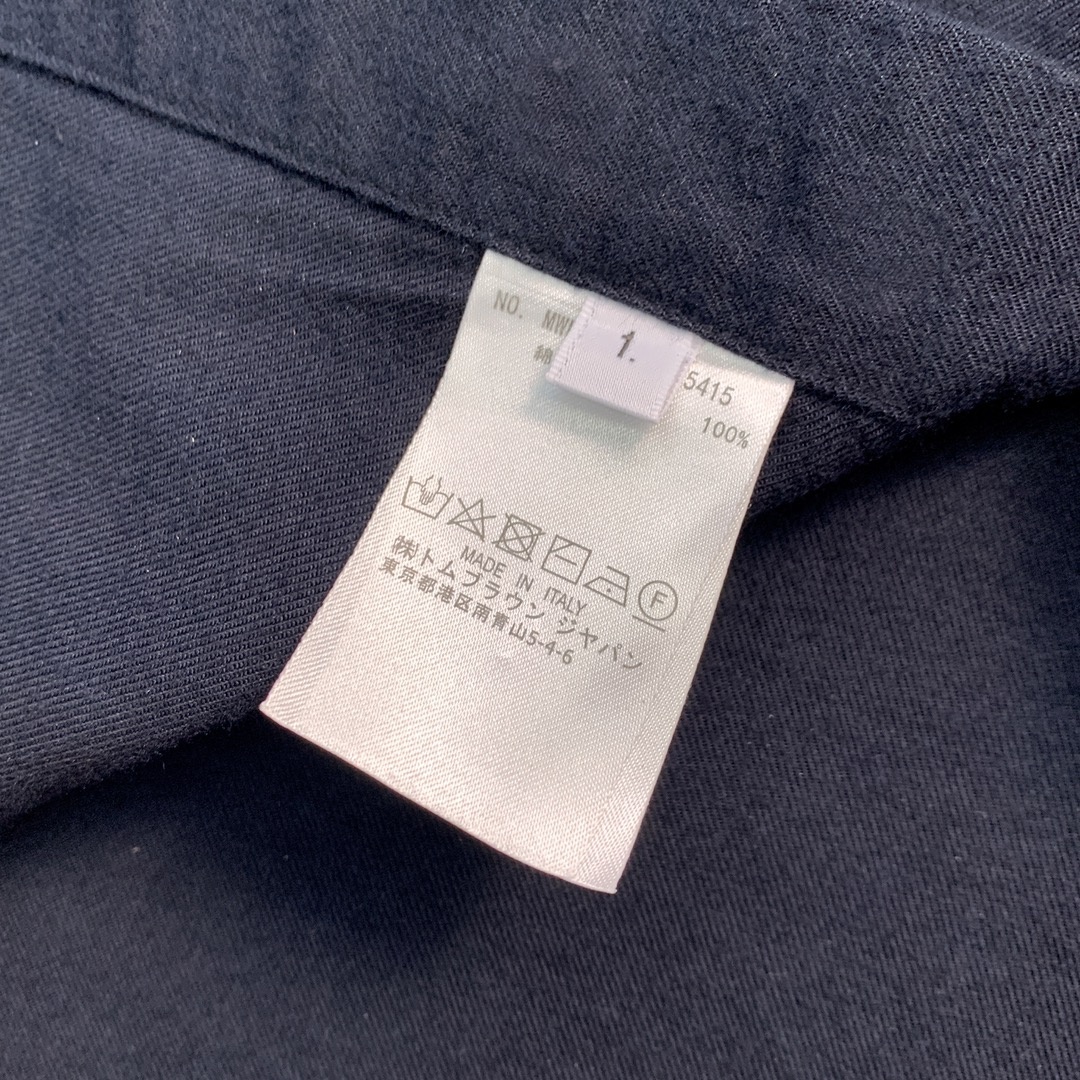 NO. MW
1.
5415
綿
100%
F
MADE IN ITALY
㈱トムブラウン ジャパン
東京都港区南青山5-4-6